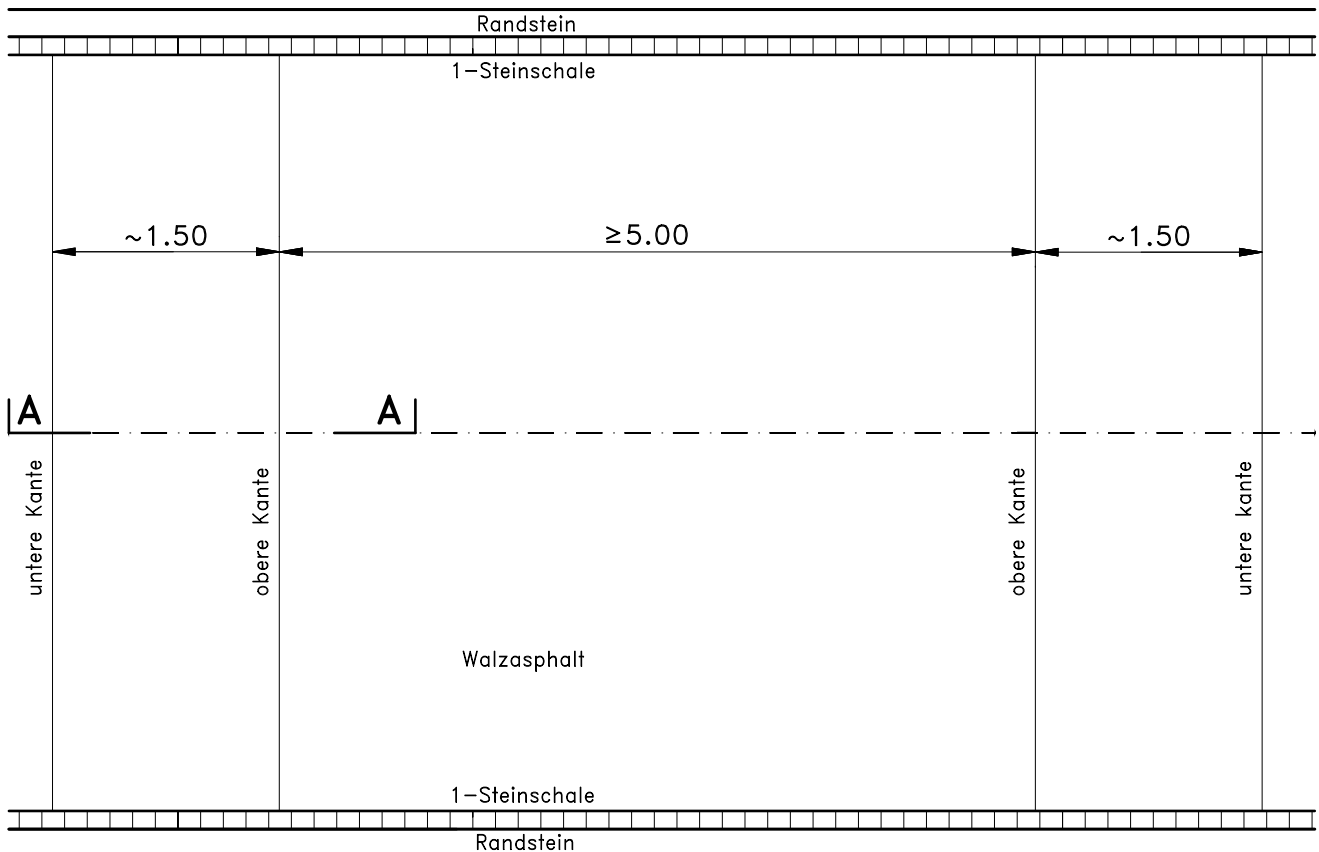 Randstein
1-Steinschale
~1.50
≥5.00
~1.50
A
A
untere Kante
obere Kante
obere Kante
untere kante
Walzasphalt
1-Steinschale
Randstein